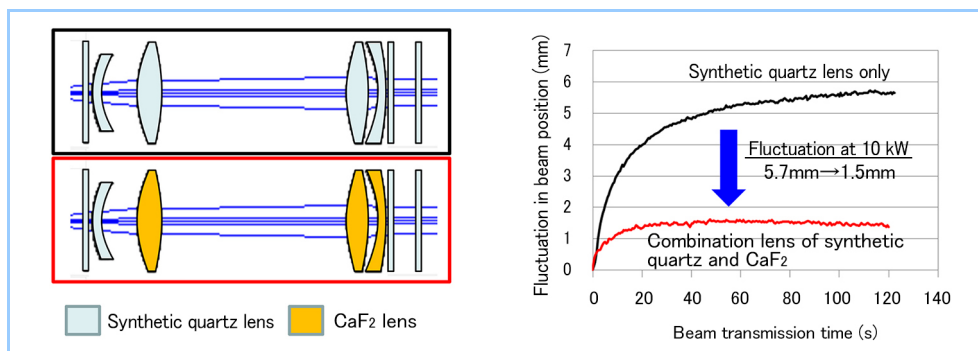 Synthetic quartz lens
CaF₂ lens
Fluctuation in beam position (mm)
7
6
5
4
3
2
1
0
Synthetic quartz lens only
Fluctuation at 10 kW
5.7mm→1.5mm
Combination lens of synthetic
quartz and CaF₂
0 20 40 60 80 100 120 140
Beam transmission time (s)